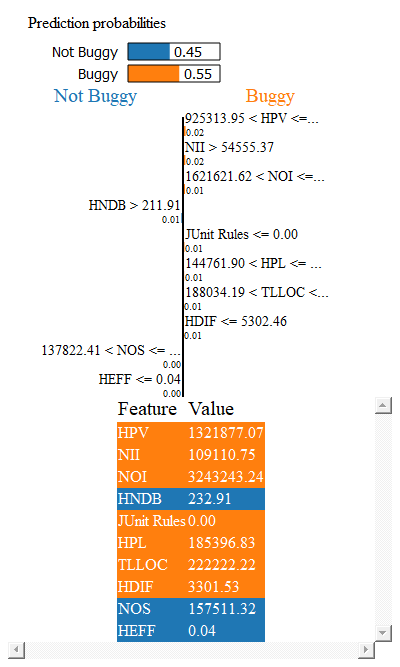 Prediction probabilities
Not Buggy 0.45
Buggy 0.55
Not Buggy Buggy
925313.95 < HPV <=...
0.02
NII > 54555.37
0.02
1621621.62 < NOI <=...
0.01
HNDB > 211.91
0.01
JUnit Rules <= 0.00
0.01
144761.90 < HPL <= ...
0.01
188034.19 < TLLOC <...
0.01
HDIF <= 5302.46
0.01
137822.41 < NOS <= ...
0.00
HEFF <= 0.04
0.00
Feature Value
HPV 1321877.07
NII 109110.75
NOI 3243243.24
HNDB 232.91
JUnit Rules 0.00
HPL 185396.83
TLLOC 222222.22
HDIF 3301.53
NOS 157511.32
HEFF 0.04